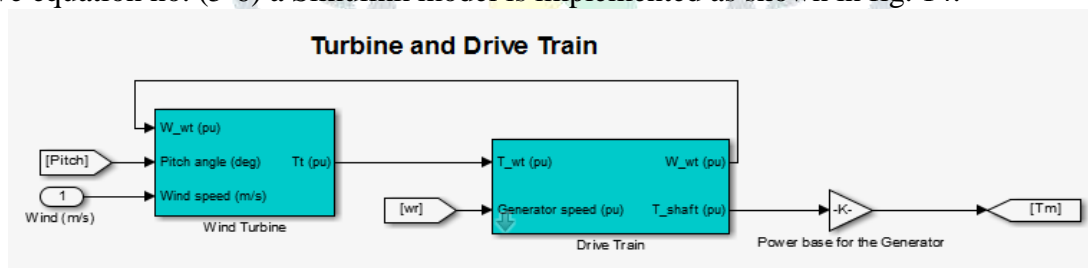 Turbine and Drive Train
W_wt (pu)
[Pitch]
Pitch angle (deg)
Tt (pu)
1
Wind speed (m/s)
Wind (m/s)
Wind Turbine
T_wt (pu)
W_wt (pu)
[wr]
Generator speed (pu)
T_shaft (pu)
Drive Train
-K-
Power base for the Generator
[Tm]